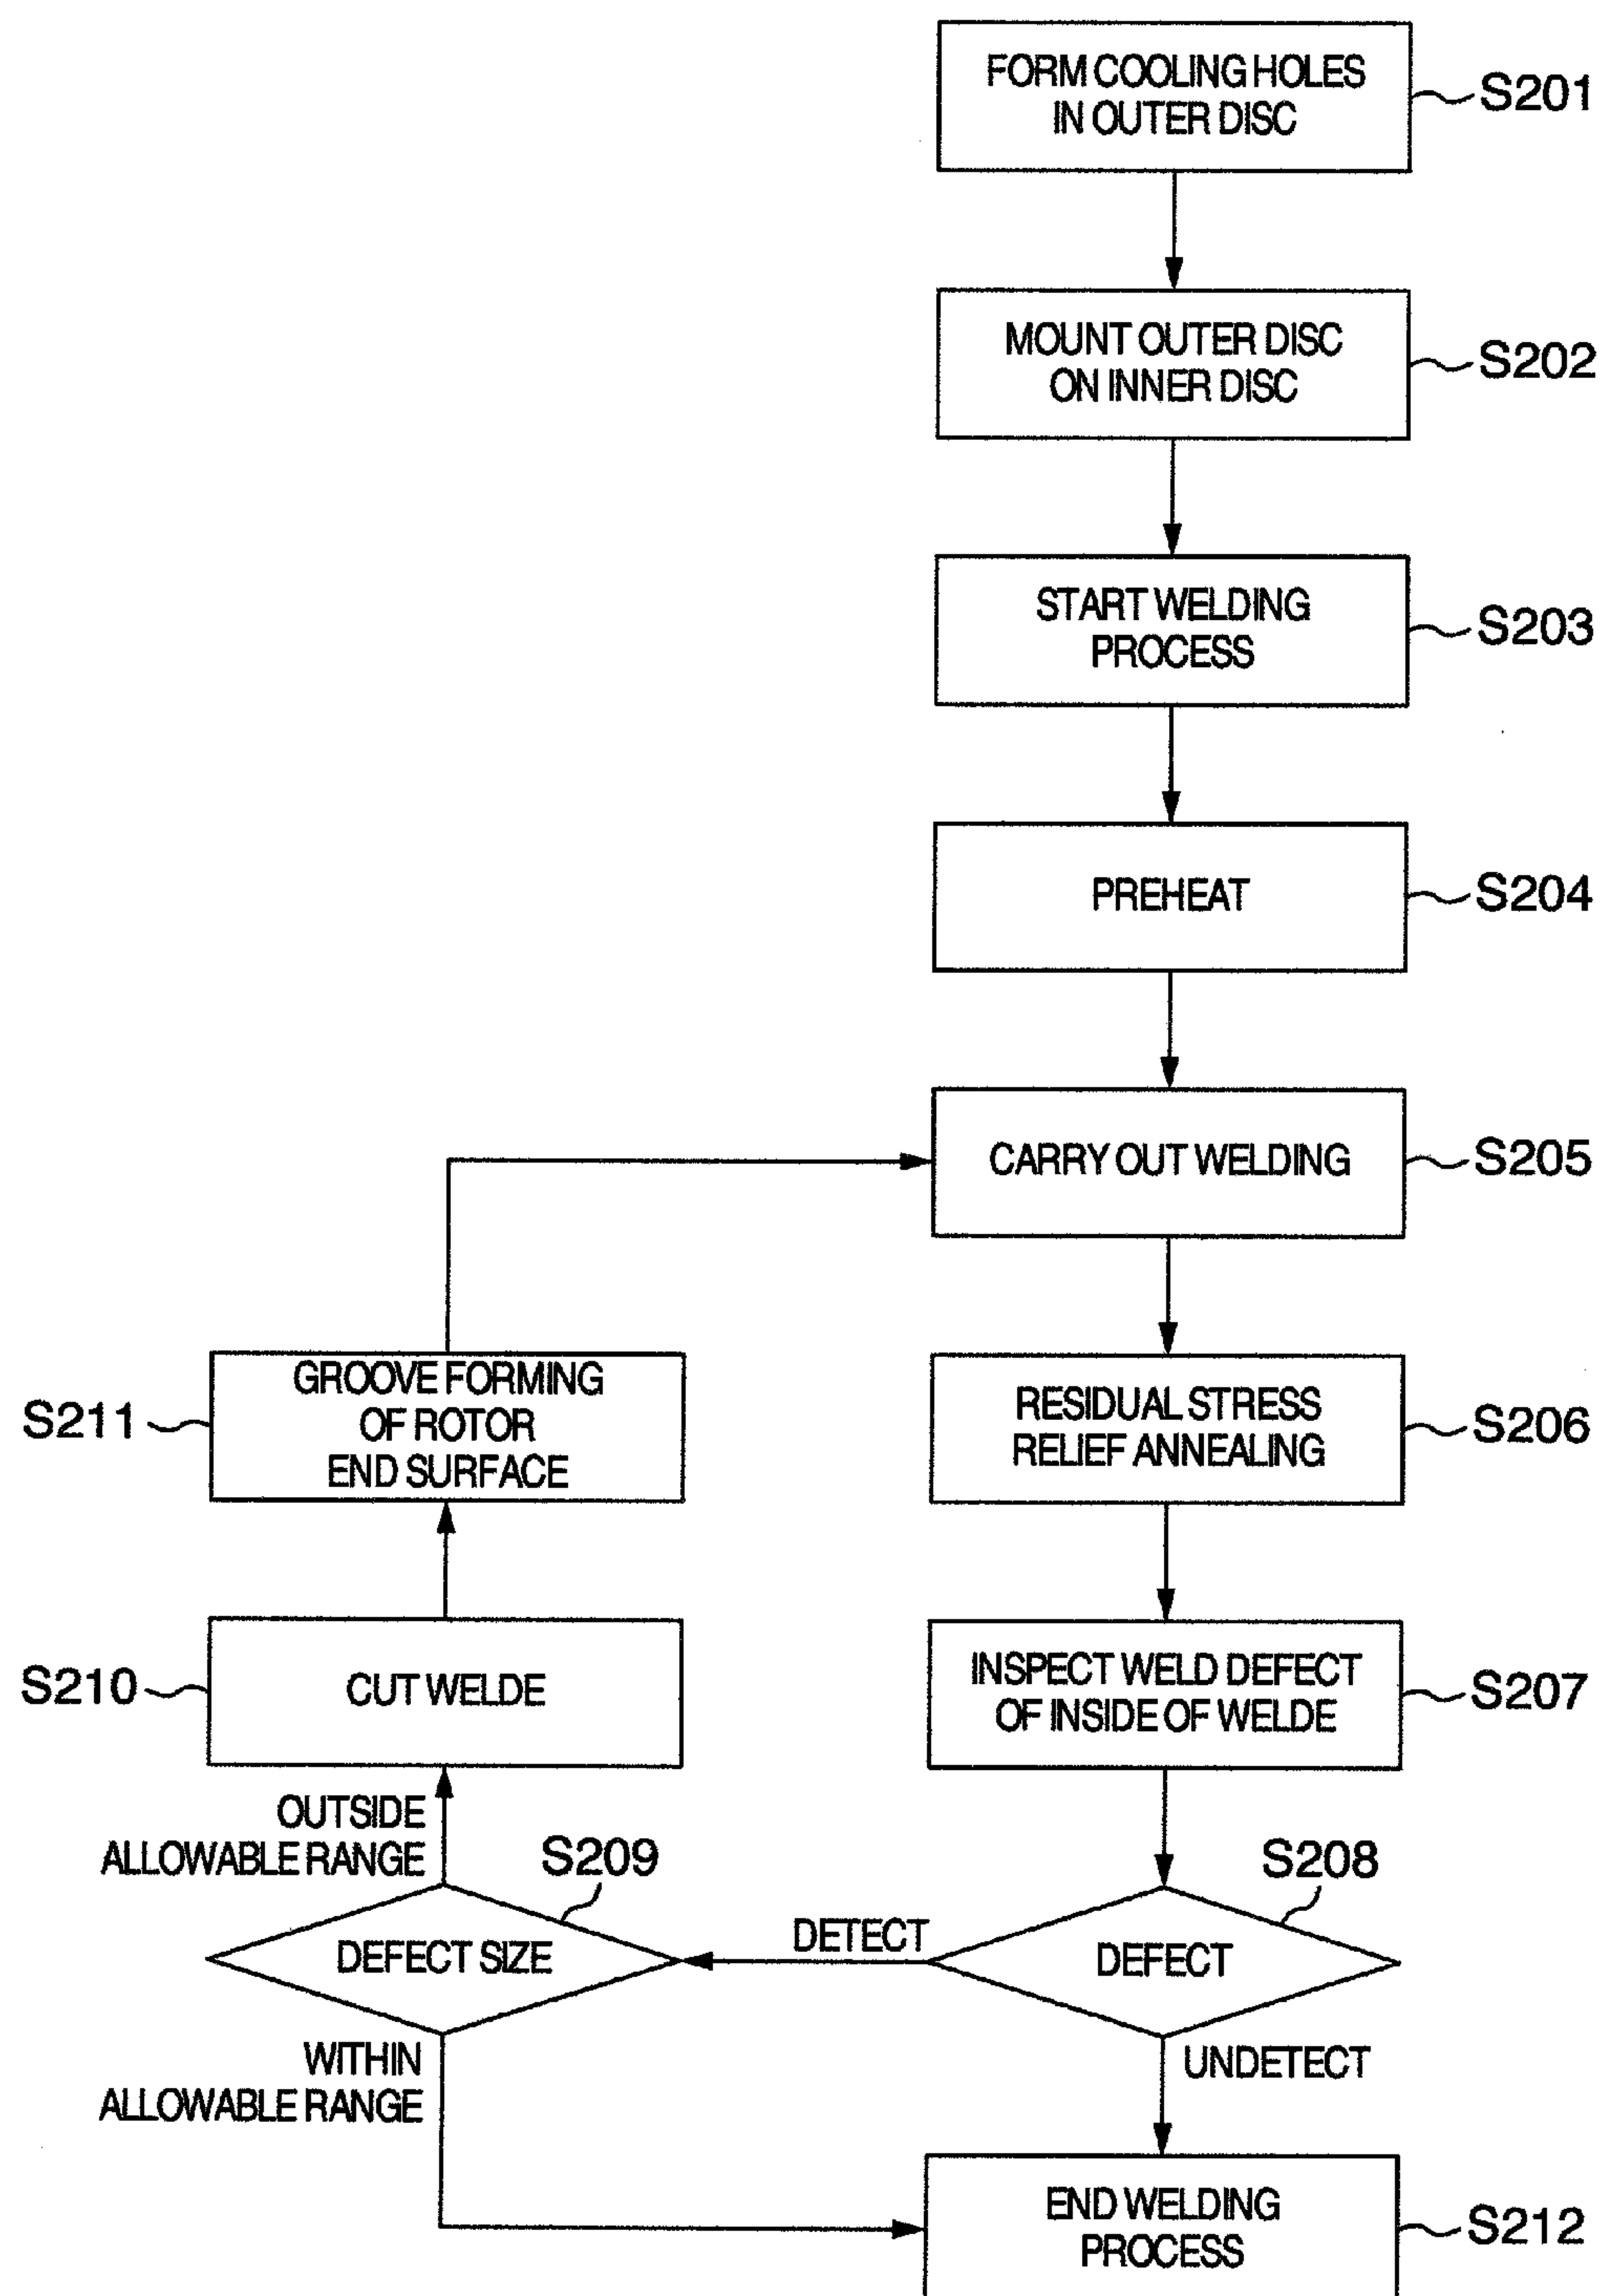 FORM COOLING HOLES
IN OUTER DISC
S201
MOUNT OUTER DISC
ON INNER DISC
S202
START WELDING
PROCESS
S203
PREHEAT
S204
CARRY OUT WELDING
S205
GROOVE FORMING
OF ROTOR
END SURFACE
S211
RESIDUAL STRESS
RELIEF ANNEALING
S206
CUT WELDE
S210
INSPECT WELD DEFECT
OF INSIDE OF WELDE
S207
OUTSIDE
ALLOWABLE RANGE
S209
DEFECT SIZE
DETECT
S208
DEFECT
WITHIN
ALLOWABLE RANGE
UNDETECT
END WELDING
PROCESS
S212